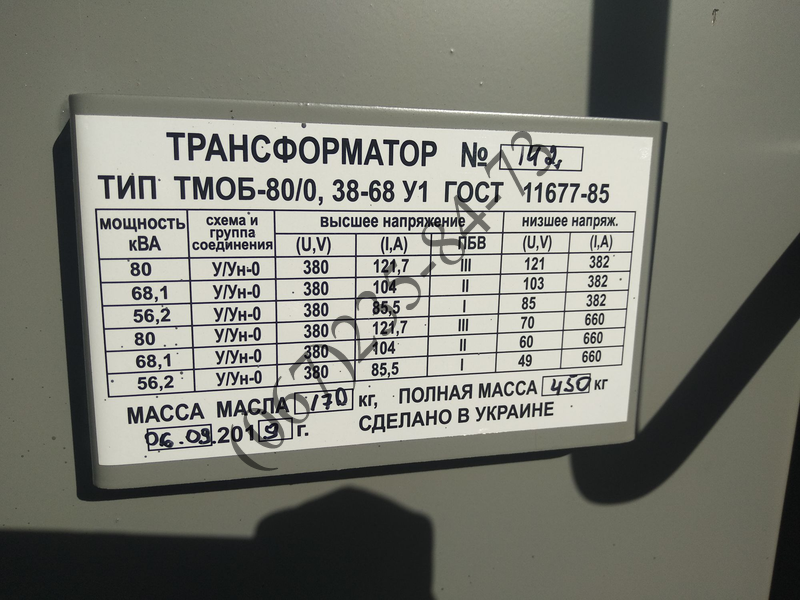 ТРАНСФОРМАТОР № 192
ТИП ТМОБ-80/0, 38-68 У1 ГОСТ 11677-85
мощность кВА схема и группа соединения высшее напряжение низшее напряж.
(U,V) (I,A) ПБВ (U,V) (I,A)
80 У/Ун-0 380 121,7 III 121 382
68,1 У/Ун-0 380 104 II 103 382
56,2 У/Ун-0 380 85,5 I 85 382
80 У/Ун-0 380 121,7 III 70 660
68,1 У/Ун-0 380 104 II 60 660
56,2 У/Ун-0 380 85,5 I 49 660
МАССА МАСЛА 170 кг, ПОЛНАЯ МАССА 450 кг
06.09.2019 г. СДЕЛАНО В УКРАИНЕ
(067)235-84-73